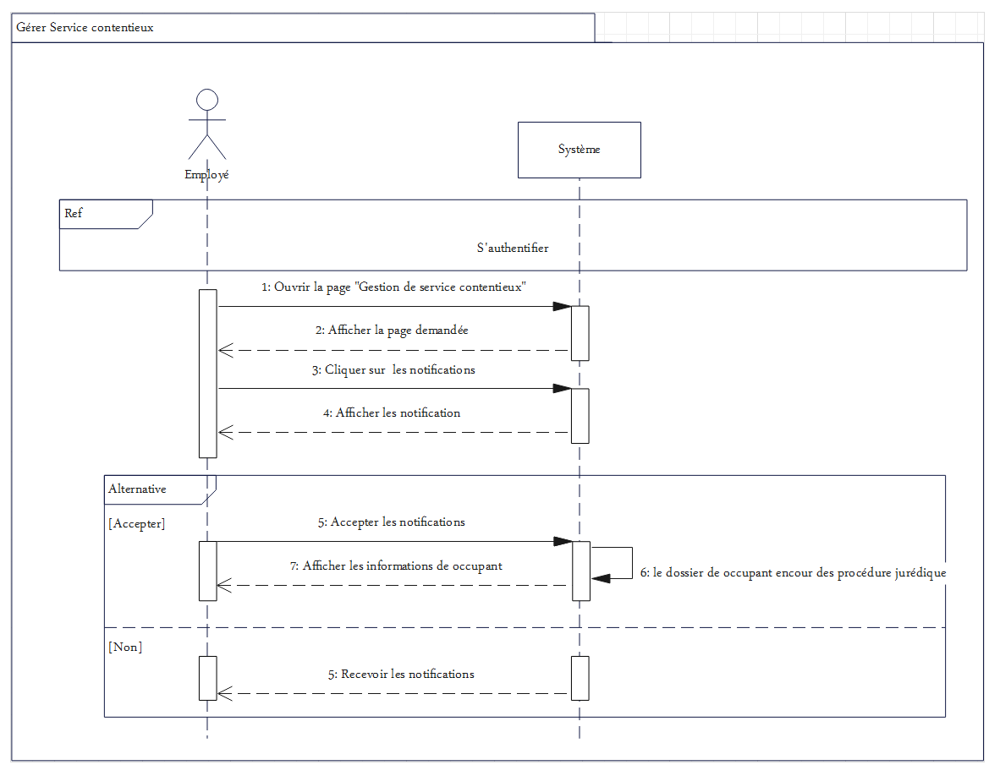 Gérer Service contentieux
Employé
Système
Ref
S'authentifier
1: Ouvrir la page "Gestion de service contentieux"
2: Afficher la page demandée
3: Cliquer sur  les notifications
4: Afficher les notification
Alternative
[Accepter]
5: Accepter les notifications
7: Afficher les informations de occupant
6: le dossier de occupant encour des procédure jurédique
[Non]
5: Recevoir les notifications